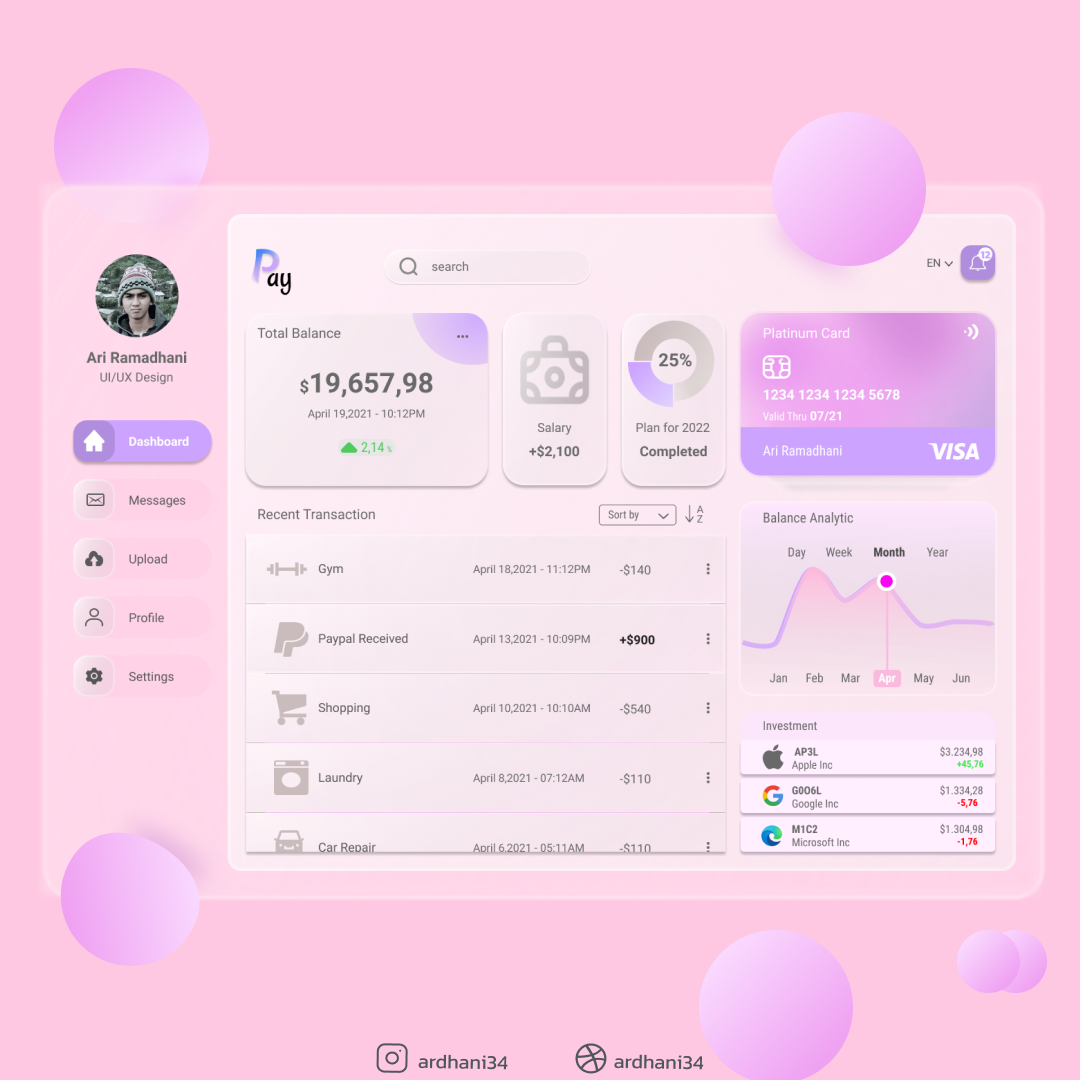 Pay
search
EN
12
Ari Ramadhani
UI/UX Design
Dashboard
Messages
Upload
Profile
Settings
Total Balance
...
$19,657,98
April 19,2021 - 10:12PM
2,14 %
Salary
+$2,100
25%
Plan for 2022
Completed
Platinum Card
1234 1234 1234 5678
Valid Thru 07/21
Ari Ramadhani
VISA
Recent Transaction
Sort by
A
Z
Gym April 18,2021 - 11:12PM -$140
Paypal Received April 13,2021 - 10:09PM +$900
Shopping April 10,2021 - 10:10AM -$540
Laundry April 8,2021 - 07:12AM -$110
Car Repair April 6,2021 - 05:11AM -$110
Balance Analytic
Day Week Month Year
Jan Feb Mar Apr May Jun
Investment
AP3L $3.234,98
Apple Inc +45,76
G0O6L $1.334,28
Google Inc -5,76
M1C2 $1.304,98
Microsoft Inc -1,76
ardhani34 ardhani34